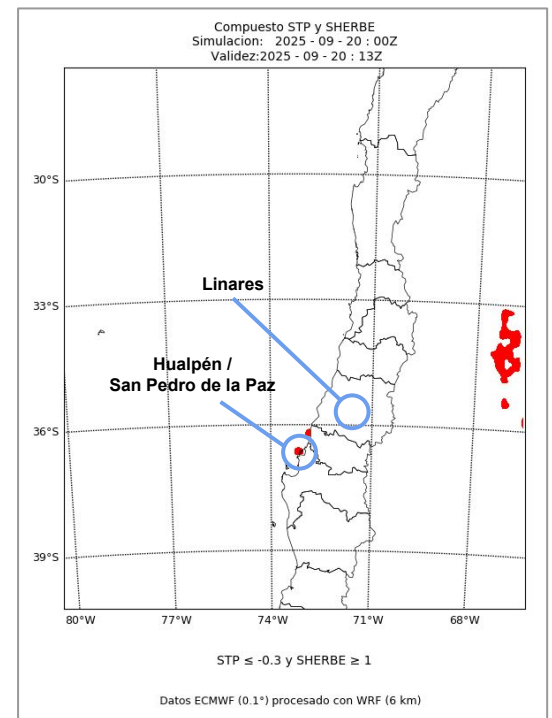 Compuesto STP y SHERBE
Simulacion: 2025 - 09 - 20 : 00Z
Validez:2025 - 09 - 20 : 13Z
30°S
Linares
33°S
Hualpén /
San Pedro de la Paz
36°S
39°S
80°W 77°W 74°W 71°W 68°W
STP ≤ -0.3 y SHERBE ≥ 1
Datos ECMWF (0.1°) procesado con WRF (6 km)